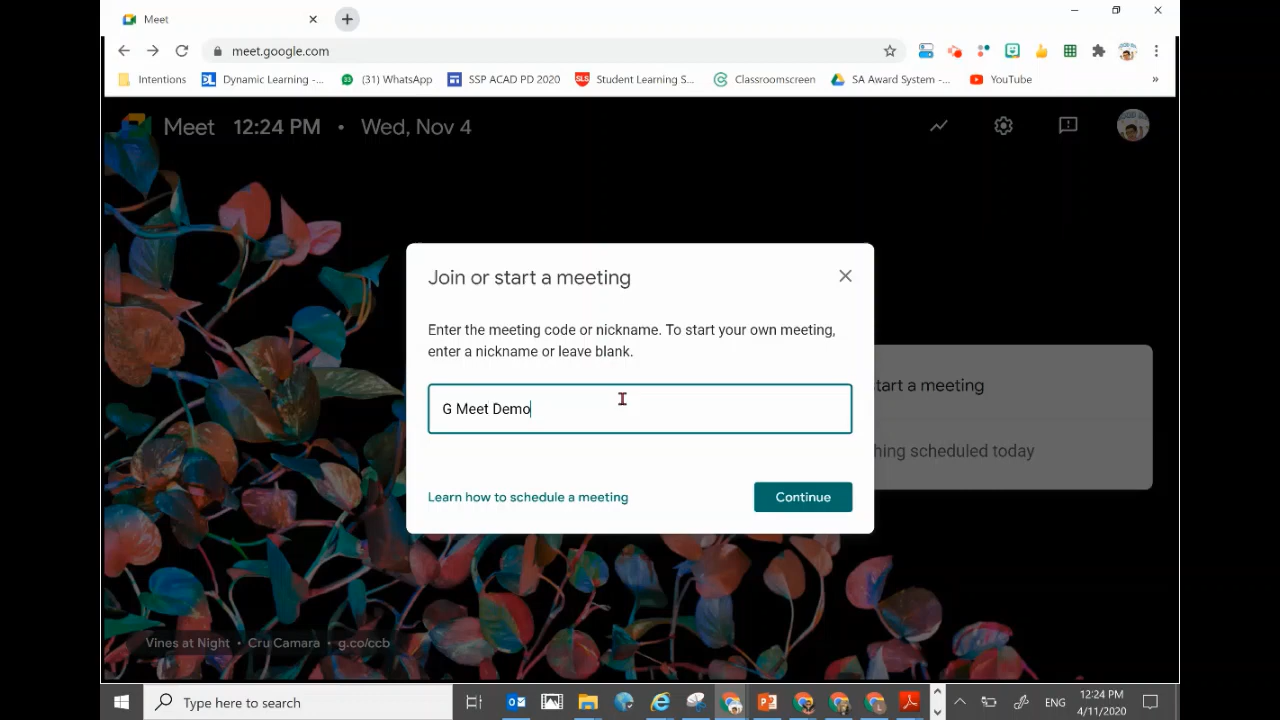 Meet
meet.google.com
Intentions
Dynamic Learning -...
(31) WhatsApp
SSP ACAD PD 2020
Student Learning S...
Classroomscreen
SA Award System -...
YouTube
»
Meet 12:24 PM • Wed, Nov 4
Join or start a meeting
Enter the meeting code or nickname. To start your own meeting,
enter a nickname or leave blank.
G Meet Demo
Learn how to schedule a meeting
Continue
tart a meeting
hing scheduled today
Vines at Night • Cru Camara • g.co/ccb
Type here to search
ENG
12:24 PM
4/11/2020